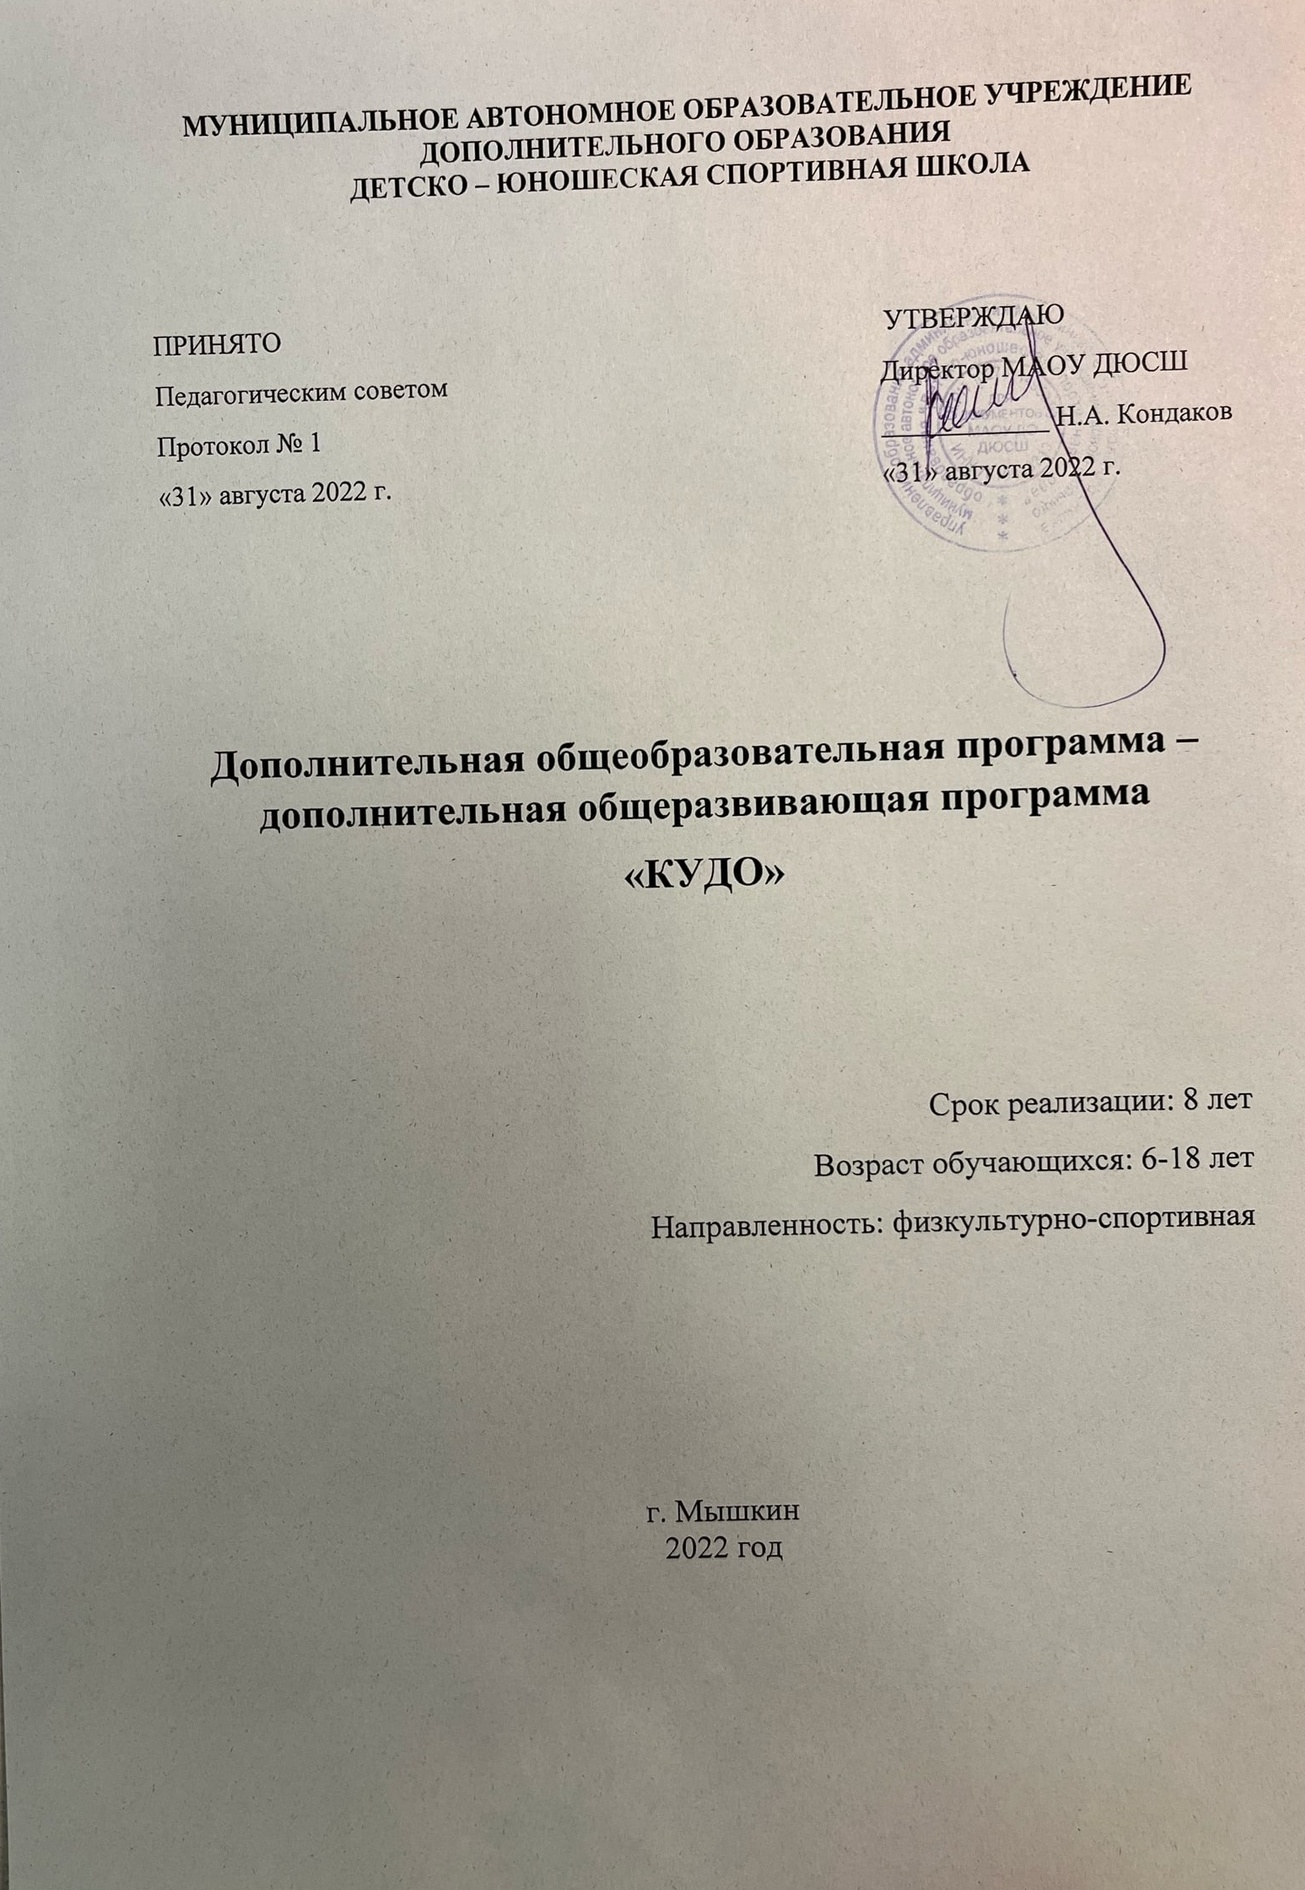 МУНИЦИПАЛЬНОЕ АВТОНОМНОЕ ОБРАЗОВАТЕЛЬНОЕ УЧРЕЖДЕНИЕ
ДОПОЛНИТЕЛЬНОГО ОБРАЗОВАНИЯ
ДЕТСКО – ЮНОШЕСКАЯ СПОРТИВНАЯ ШКОЛА
ПРИНЯТО
Педагогическим советом
Протокол № 1
«31» августа 2022 г.
УТВЕРЖДАЮ
Директор МАОУ ДЮСШ
Н.А. Кондаков
«31» августа 2022 г.
ДЮСШ
Дополнительная общеобразовательная программа –
дополнительная общеразвивающая программа
«КУДО»
Срок реализации: 8 лет
Возраст обучающихся: 6-18 лет
Направленность: физкультурно-спортивная
г. Мышкин
2022 год